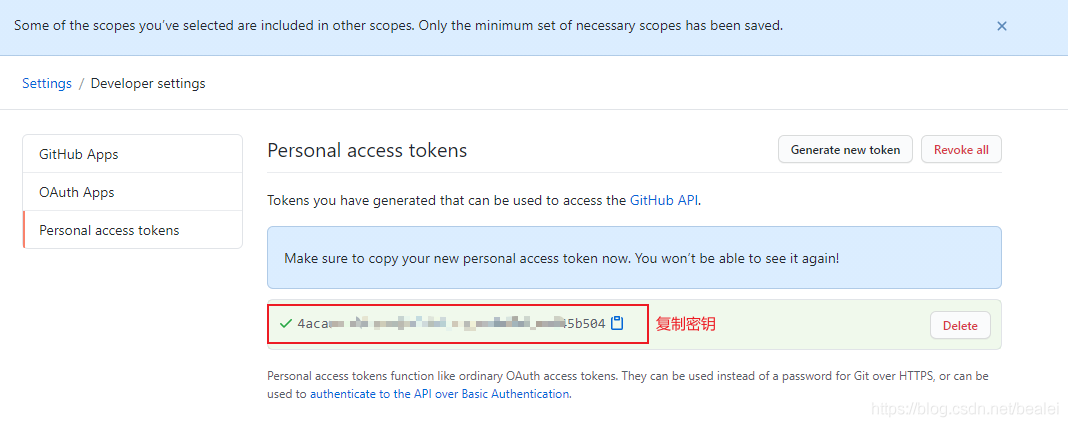 Some of the scopes you've selected are included in other scopes. Only the minimum set of necessary scopes has been saved.
Settings / Developer settings
GitHub Apps
OAuth Apps
Personal access tokens
Personal access tokens
Generate new token
Revoke all
Tokens you have generated that can be used to access the GitHub API.
Make sure to copy your new personal access token now. You won't be able to see it again!
复制密钥
Delete
Personal access tokens function like ordinary OAuth access tokens. They can be used instead of a password for Git over HTTPS, or can be
used to authenticate to the API over Basic Authentication.
https://blog.csdn.net/bealei